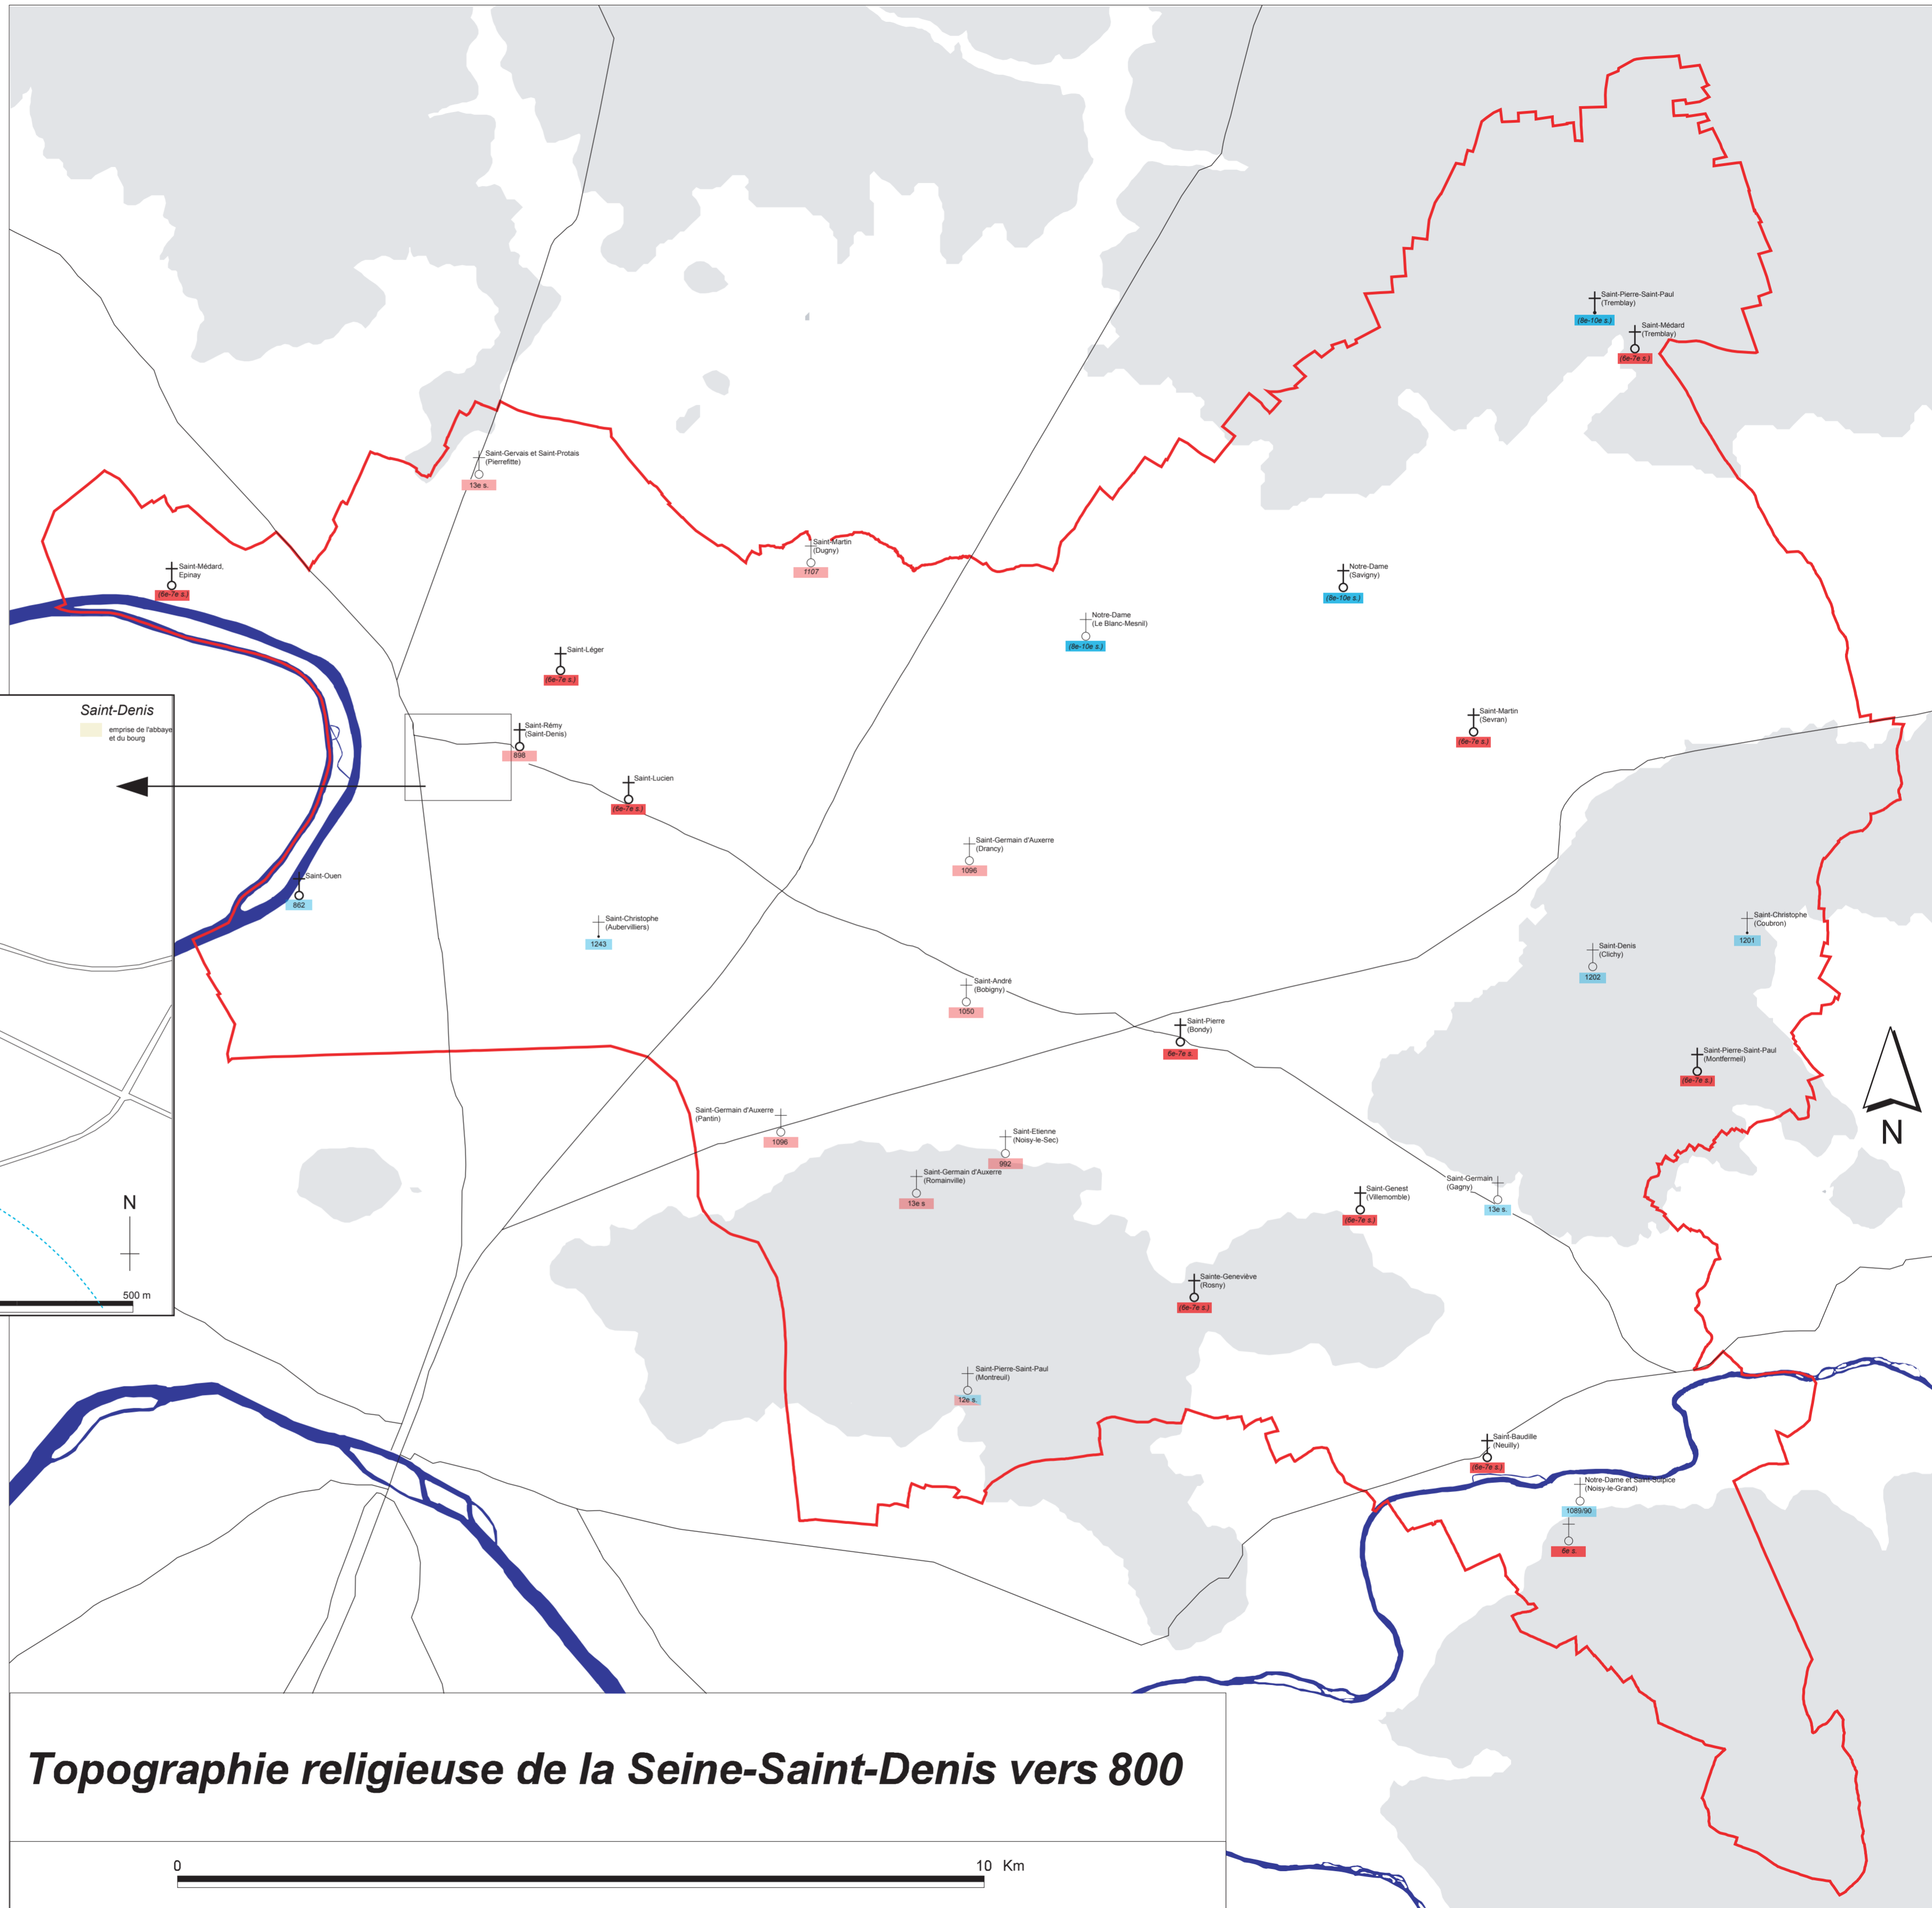 Saint-Pierre-Saint-Paul
(Tremblay)
(8e-10e s.)
Saint-Médard
(Tremblay)
(6e-7e s.)
Saint-Gervais et Saint-Protais
(Pierrefitte)
13e s.
Saint-Martin
(Dugny)
1107
Saint-Médard,
Epinay
(6e-7e s.)
Notre-Dame
(Savigny)
(8e-10e s.)
Notre-Dame
(Le Blanc-Mesnil)
(8e-10e s.)
Saint-Léger
(6e-7e s.)
Saint-Denis
emprise de l'abbaye
et du bourg
Saint-Rémy
(Saint-Denis)
898
Saint-Martin
(Sevran)
(6e-7e s.)
Saint-Lucien
(6e-7e s.)
Saint-Germain d'Auxerre
(Drancy)
1096
Saint-Ouen
862
Saint-Christophe
(Aubervilliers)
1243
Saint-Christophe
(Coubron)
1201
Saint-Denis
(Clichy)
1202
Saint-André
(Bobigny)
1050
Saint-Pierre
(Bondy)
6e-7e s.
Saint-Pierre-Saint-Paul
(Montfermeil)
(6e-7e s.)
N
Saint-Germain d'Auxerre
(Pantin)
1096
Saint-Etienne
(Noisy-le-Sec)
992
Saint-Germain d'Auxerre
(Romainville)
13e s
Saint-Genest
(Villemomble)
(6e-7e s.)
Saint-Germain
(Gagny)
13e s.
N
500 m
Sainte-Geneviève
(Rosny)
(6e-7e s.)
Saint-Pierre-Saint-Paul
(Montreuil)
12e s.
Saint-Baudille
(Neuilly)
(6e-7e s.)
Notre-Dame et Saint-Sulpice
(Noisy-le-Grand)
1089/90
6e s.
Topographie religieuse de la Seine-Saint-Denis vers 800
0 10 Km